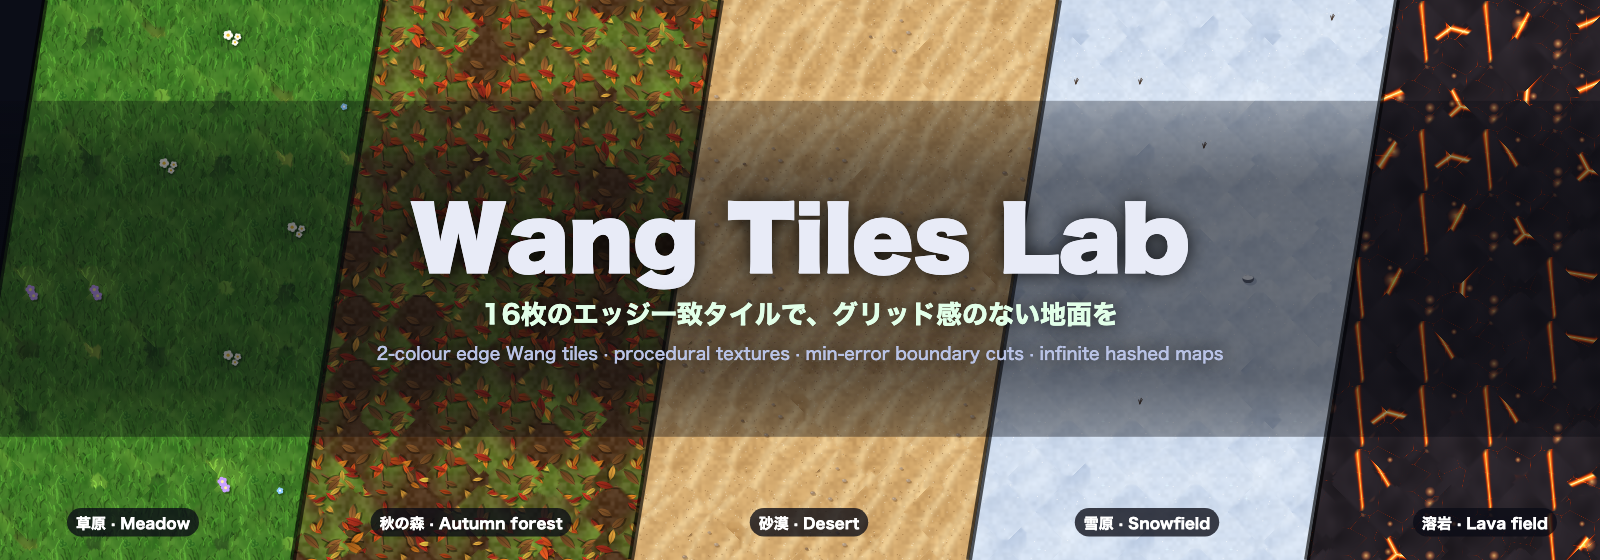 Wang Tiles Lab
16枚のエッジ一致タイルで、グリッド感のない地面を
2-colour edge Wang tiles · procedural textures · min-error boundary cuts · infinite hashed maps
草原 · Meadow
秋の森 · Autumn forest
砂漠 · Desert
雪原 · Snowfield
溶岩 · Lava field